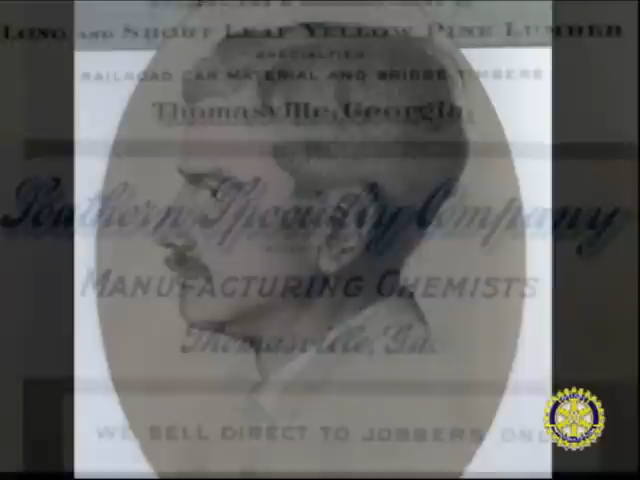 Long and Short Leaf Yellow Pine Lumber
SPECIALTIES
RAILROAD CAR MATERIAL AND BRIDGE TIMBERS
Thomasville, Georgia
Southern Specialty Company
MANUFACTURING CHEMISTS
Thomasville, Ga.
WE SELL DIRECT TO JOBBERS ONLY